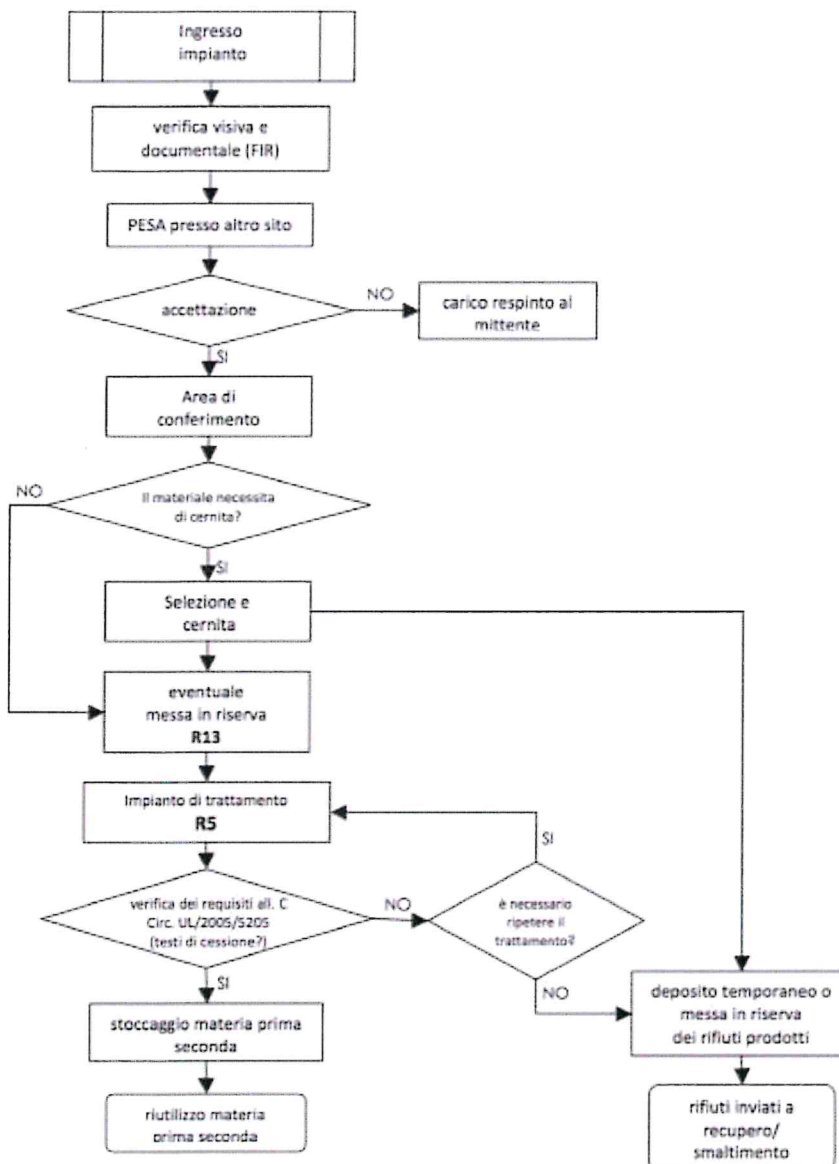 Ingresso
impianto
verifica visiva e
documentale (FIR)
PESA presso altro sito
accettazione
NO
carico respinto al
mittente
SI
Area di
conferimento
NO
Il materiale necessita
di cernita?
SI
Selezione e
cernita
eventuale
messa in riserva
R13
Impianto di trattamento
R5
SI
verifica dei requisiti all. C
Circ. UL/2005/5205
(testi di cessione?)
NO
è necessario
ripetere il
trattamento?
SI
NO
stoccaggio materia prima
seconda
deposito temporaneo o
messa in riserva
dei rifiuti prodotti
riutilizzo materia
prima seconda
rifiuti inviati a
recupero/
smaltimento